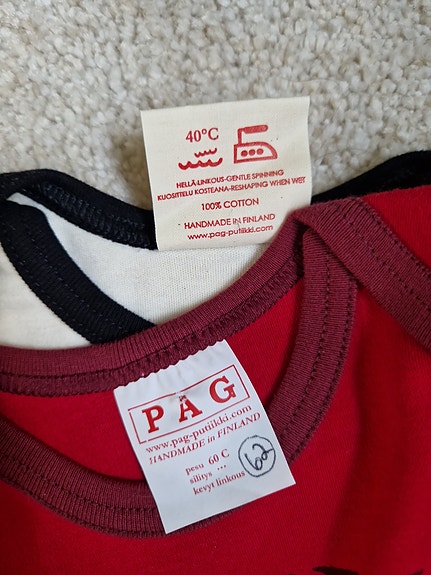 40°C
HELLÄ LINKOUS-GENTLE SPINNING
KUOSITTELU KOSTEANA-RESHAPING WHEN WET
100% COTTON
HANDMADE IN FINLAND
www.pag-putiikki.com
PÄG
www.pag-putiikki.com
HANDMADE in FINLAND
pesu 60 C
silitys ...
kevyt linkous
62